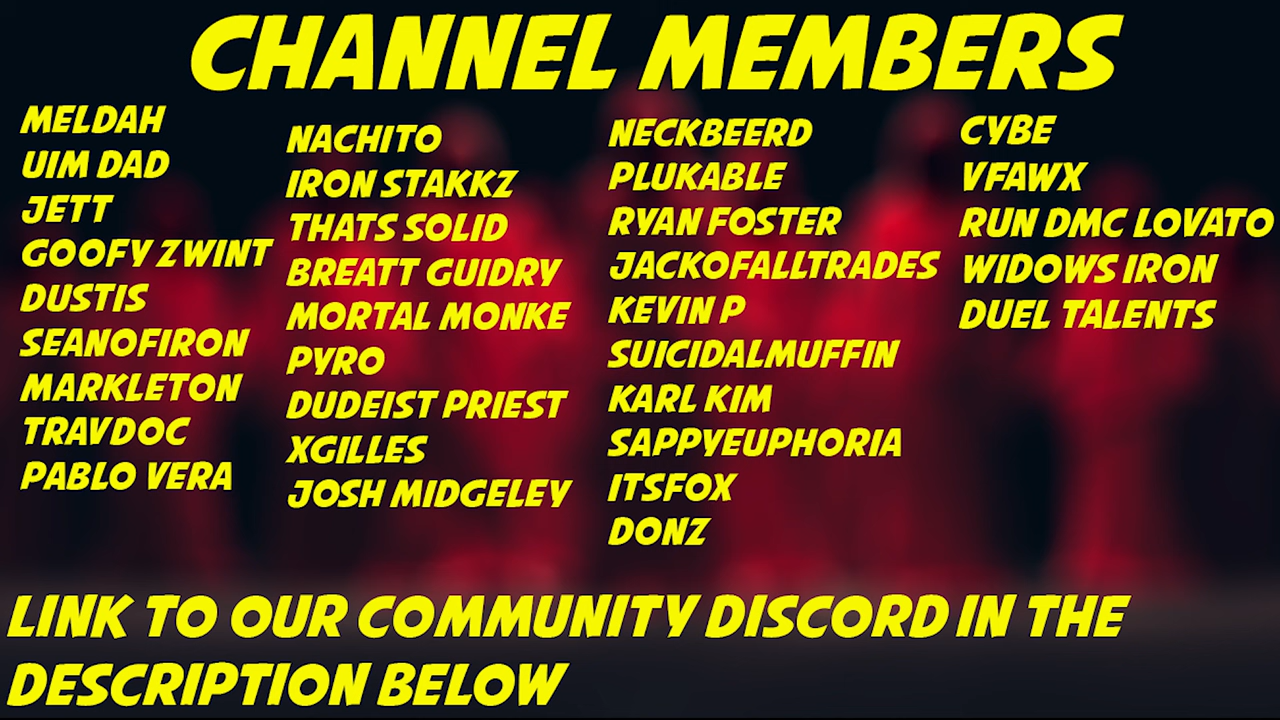 CHANNEL MEMBERS
MELDAH
UIM DAD
JETT
GOOFY ZWINT
DUSTIS
SEANOFIRON
MARKLETON
TRAVDOC
PABLO VERA
NACHITO
IRON STAKKZ
THATS SOLID
BREATT GUIDRY
MORTAL MONKE
PYRO
DUDEIST PRIEST
XGILLES
JOSH MIDGELEY
NECKBEERD
PLUKABLE
RYAN FOSTER
JACKOFALLTRADES
KEVIN P
SUICIDALMUFFIN
KARL KIM
SAPPYEUPHORIA
ITSFOX
DONZ
CYBE
VFAWX
RUN DMC LOVATO
WIDOWS IRON
DUEL TALENTS
LINK TO OUR COMMUNITY DISCORD IN THE
DESCRIPTION BELOW